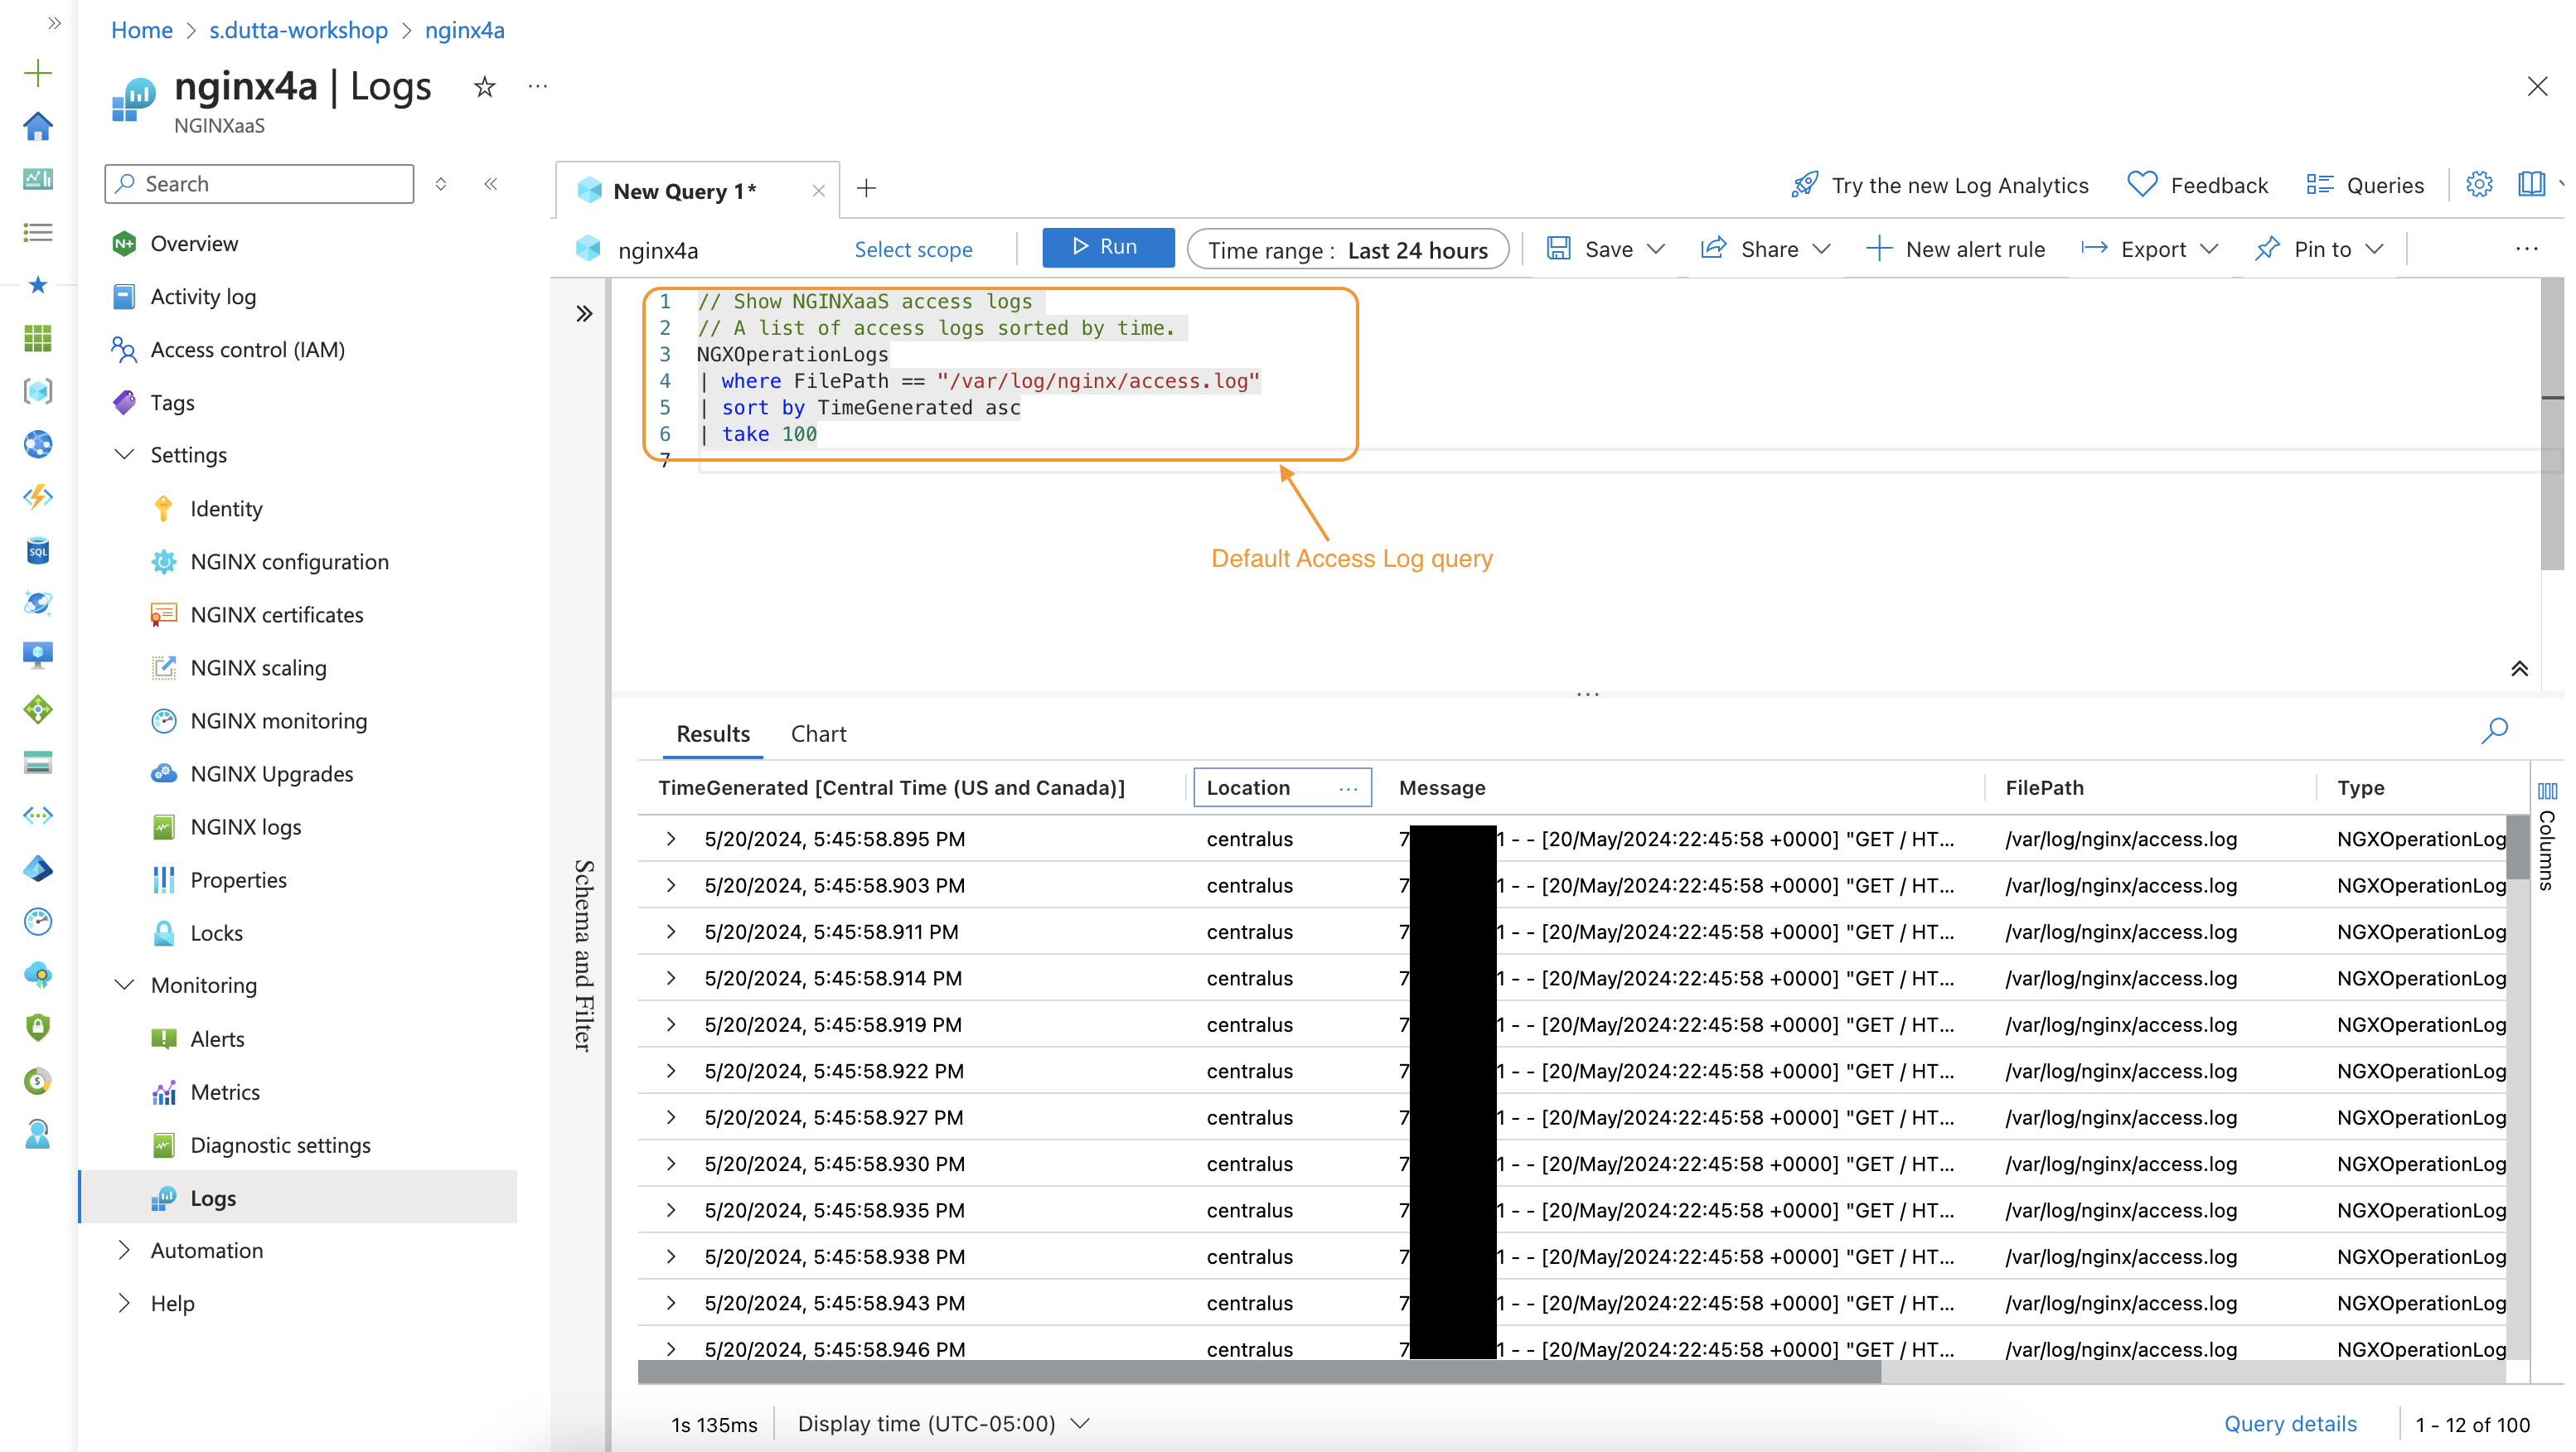 Home > s.dutta-workshop > nginx4a
nginx4a | Logs
NGINXaaS
Search
Overview
Activity log
Access control (IAM)
Tags
Settings
Identity
NGINX configuration
NGINX certificates
NGINX scaling
NGINX monitoring
NGINX Upgrades
NGINX logs
Properties
Locks
Monitoring
Alerts
Metrics
Diagnostic settings
Logs
Automation
Help
New Query 1*
Try the new Log Analytics
Feedback
Queries
nginx4a
Select scope
Run
Time range : Last 24 hours
Save
Share
New alert rule
Export
Pin to
1 // Show NGINXaaS access logs
2 // A list of access logs sorted by time.
3 NGXOperationLogs
4 | where FilePath == "/var/log/nginx/access.log"
5 | sort by TimeGenerated asc
6 | take 100
7
Default Access Log query
Schema and Filter
Results Chart
TimeGenerated [Central Time (US and Canada)] Location ... Message FilePath Type
5/20/2024, 5:45:58.895 PM centralus 7 1 - - [20/May/2024:22:45:58 +0000] "GET / HT... /var/log/nginx/access.log NGXOperationLog
5/20/2024, 5:45:58.903 PM centralus 7 1 - - [20/May/2024:22:45:58 +0000] "GET / HT... /var/log/nginx/access.log NGXOperationLog
5/20/2024, 5:45:58.911 PM centralus 7 1 - - [20/May/2024:22:45:58 +0000] "GET / HT... /var/log/nginx/access.log NGXOperationLog
5/20/2024, 5:45:58.914 PM centralus 7 1 - - [20/May/2024:22:45:58 +0000] "GET / HT... /var/log/nginx/access.log NGXOperationLog
5/20/2024, 5:45:58.919 PM centralus 7 1 - - [20/May/2024:22:45:58 +0000] "GET / HT... /var/log/nginx/access.log NGXOperationLog
5/20/2024, 5:45:58.922 PM centralus 7 1 - - [20/May/2024:22:45:58 +0000] "GET / HT... /var/log/nginx/access.log NGXOperationLog
5/20/2024, 5:45:58.927 PM centralus 7 1 - - [20/May/2024:22:45:58 +0000] "GET / HT... /var/log/nginx/access.log NGXOperationLog
5/20/2024, 5:45:58.930 PM centralus 7 1 - - [20/May/2024:22:45:58 +0000] "GET / HT... /var/log/nginx/access.log NGXOperationLog
5/20/2024, 5:45:58.935 PM centralus 7 1 - - [20/May/2024:22:45:58 +0000] "GET / HT... /var/log/nginx/access.log NGXOperationLog
5/20/2024, 5:45:58.938 PM centralus 7 1 - - [20/May/2024:22:45:58 +0000] "GET / HT... /var/log/nginx/access.log NGXOperationLog
5/20/2024, 5:45:58.943 PM centralus 7 1 - - [20/May/2024:22:45:58 +0000] "GET / HT... /var/log/nginx/access.log NGXOperationLog
5/20/2024, 5:45:58.946 PM centralus 7 1 - - [20/May/2024:22:45:58 +0000] "GET / HT... /var/log/nginx/access.log NGXOperationLog
Columns
1s 135ms
Display time (UTC-05:00)
Query details
1 - 12 of 100
SQL
N+